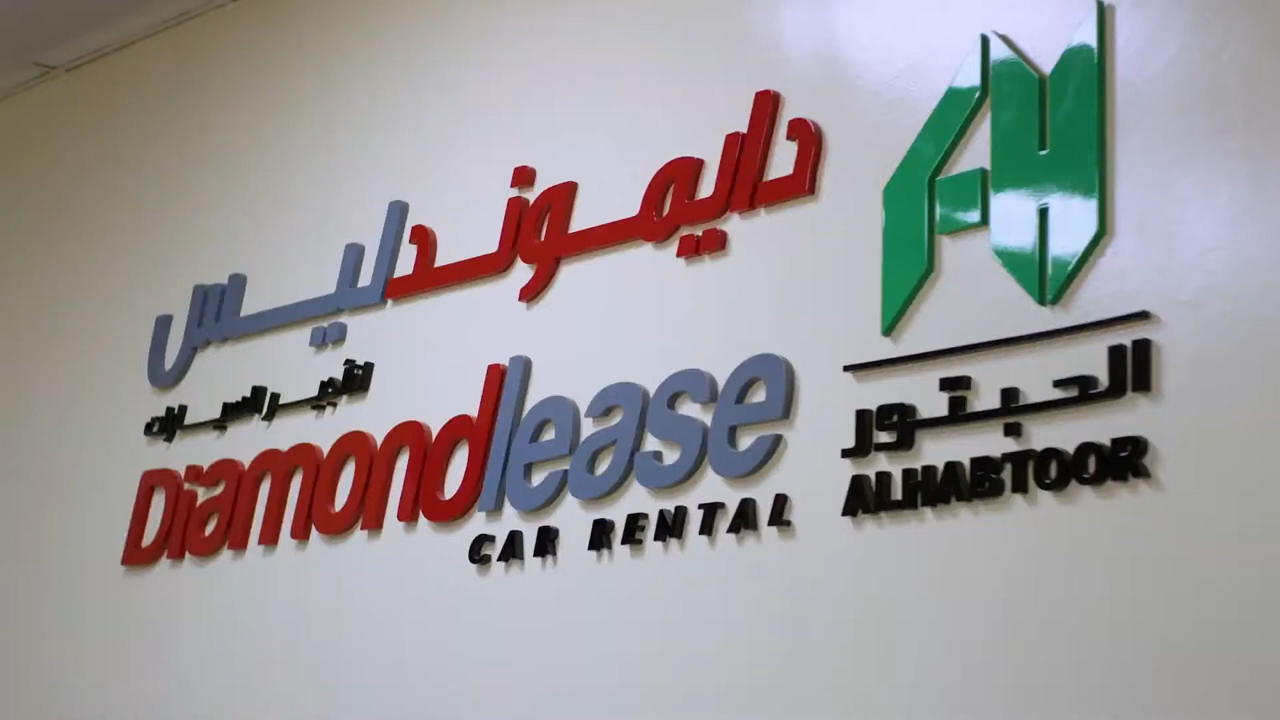 دايموندليس
لتأجير السيارات
Diamondlease
CAR RENTAL
AH
الحبتور
ALHABTOOR